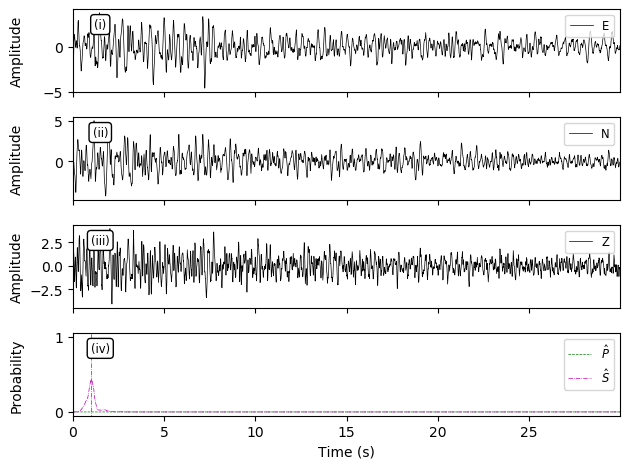 Amplitude
0
−5
(i)
E
Amplitude
5
0
(ii)
N
Amplitude
2.5
0.0
−2.5
(iii)
Z
Probability
1
0
(iv)
P̂
Ŝ
0 5 10 15 20 25
Time (s)